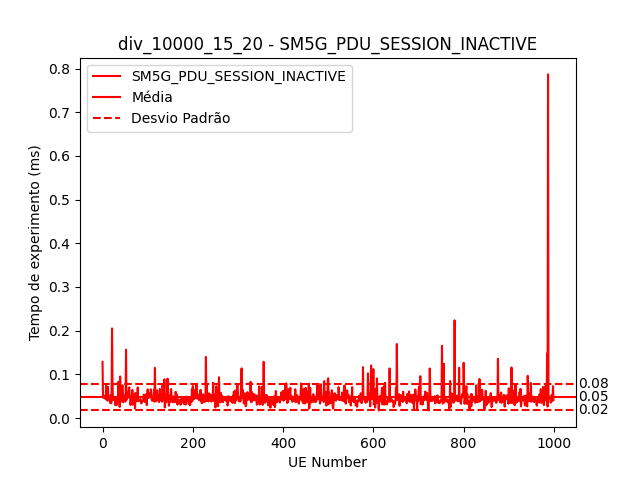 div_10000_15_20 - SM5G_PDU_SESSION_INACTIVE
SM5G_PDU_SESSION_INACTIVE
Média
Desvio Padrão
Tempo de experimento (ms)
0.8
0.7
0.6
0.5
0.4
0.3
0.2
0.1
0.0
0.08
0.05
0.02
0 200 400 600 800 1000
UE Number